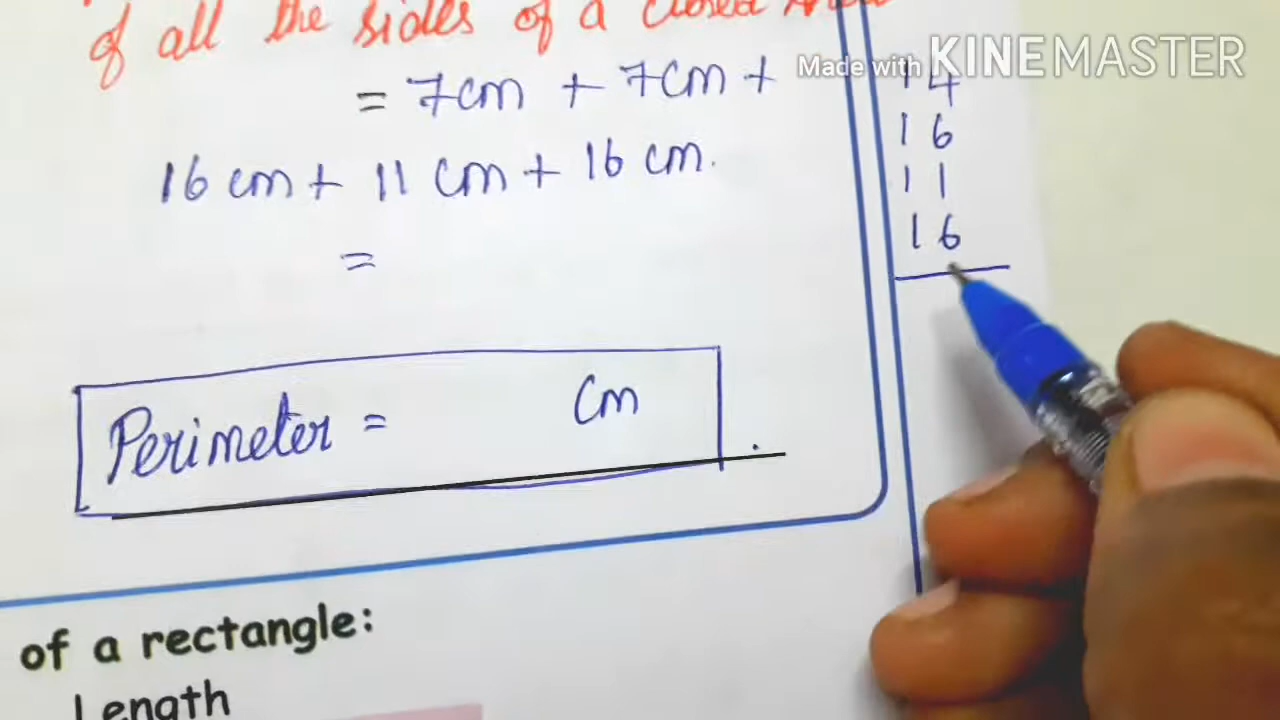 of all the sides of a closed
= 7cm + 7cm +
16 cm + 11 cm + 16 cm.
=
Perimeter = Cm
of a rectangle:
Length
Made with KINEMASTER
14
16
11
16